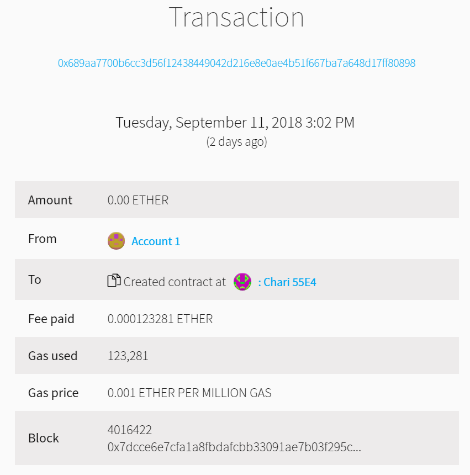 Transaction
0x689aa7700b6cc3d56f12438449042d216e8e0ae4b51f667ba7a648d17ff80898
Tuesday, September 11, 2018 3:02 PM
(2 days ago)
Amount 0.00 ETHER
From Account 1
To Created contract at : Chari 55E4
Fee paid 0.000123281 ETHER
Gas used 123,281
Gas price 0.001 ETHER PER MILLION GAS
Block 4016422
0x7dcce6e7cfa1a8fbdafcbb33091ae7b03f295c...